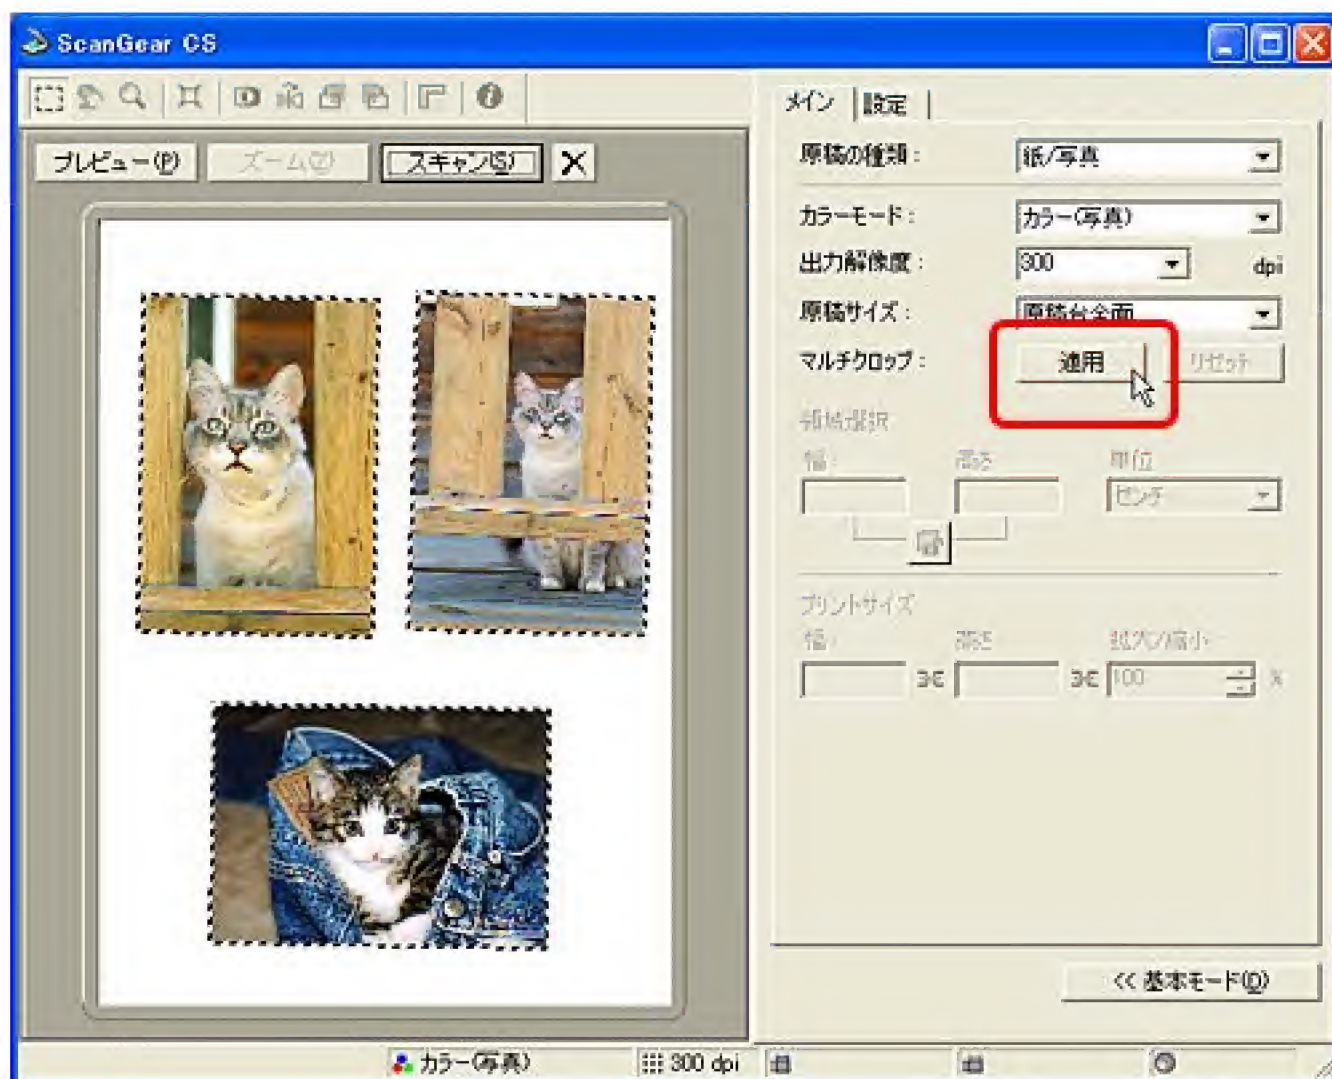 ScanGear CS
プレビュー(P) ズーム(Z) スキャン(S)
メイン 設定
原稿の種類： 紙/写真
カラーモード： カラー(写真)
出力解像度： 300 dpi
原稿サイズ： 原稿台全面
マルチクロップ： 適用 リセット
領域選択
幅： 高さ 単位
センチ
プリントサイズ
幅： 高さ 拡大/縮小
100 %
<< 基本モード(D)
カラー(写真) 300 dpi